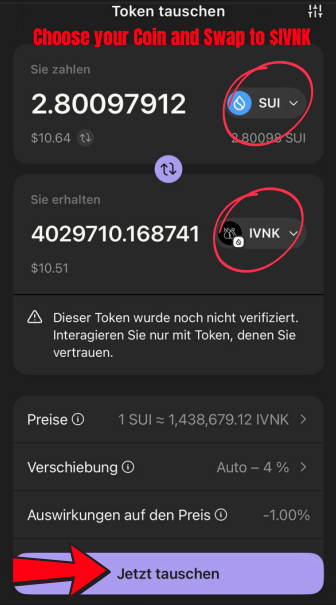 Token tauschen
Choose your Coin and Swap to $IVNK
Sie zahlen
2.80097912
SUI
$10.64
2.80098 SUI
Sie erhalten
4029710.168741
IVNK
$10.51
Dieser Token wurde noch nicht verifiziert.
Interagieren Sie nur mit Token, denen Sie
vertrauen.
Preise
1 SUI ≈ 1,438,679.12 IVNK
Verschiebung
Auto – 4 %
Auswirkungen auf den Preis
-1.00%
Jetzt tauschen